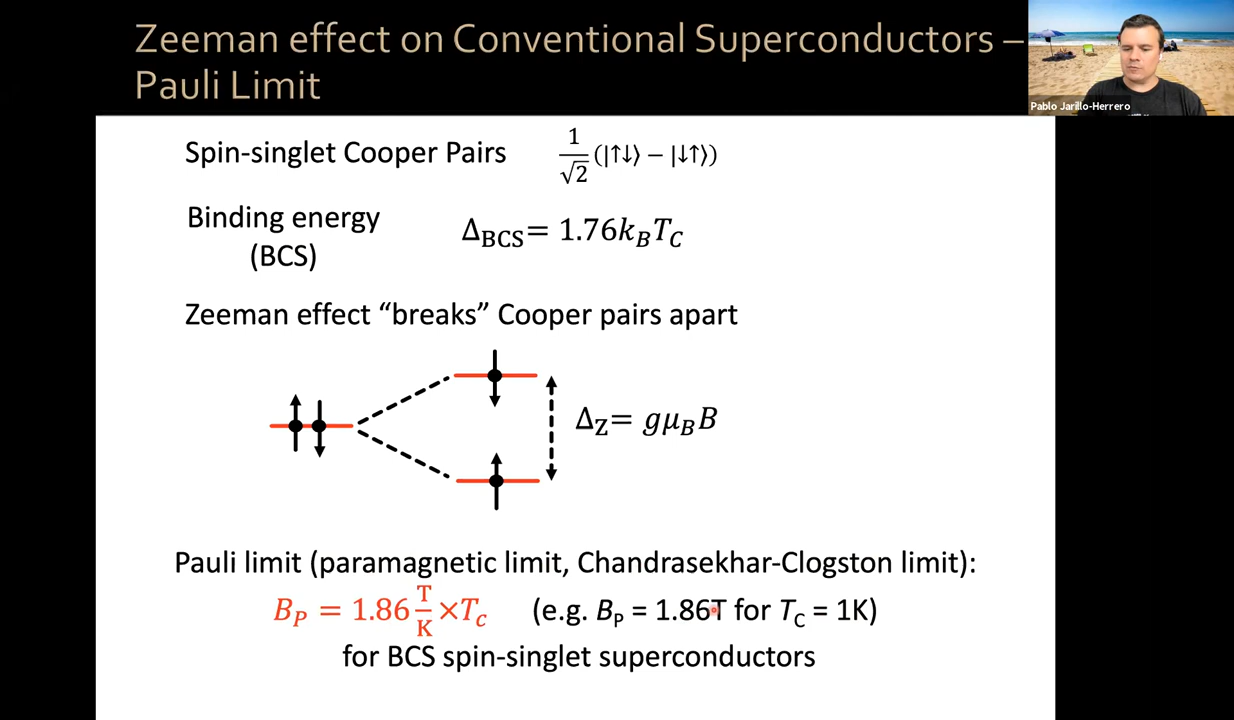 Zeeman effect on Conventional Superconductors –
Pauli Limit
Pablo Jarillo-Herrero
Spin-singlet Cooper Pairs 1/√2 (|↑↓⟩ − |↓↑⟩)
Binding energy
(BCS)
Δ_BCS= 1.76k_BT_C
Zeeman effect “breaks” Cooper pairs apart
Δ_Z= gμ_BB
Pauli limit (paramagnetic limit, Chandrasekhar-Clogston limit):
B_P = 1.86 T/K ×T_c (e.g. B_P = 1.86T for T_C = 1K)
for BCS spin-singlet superconductors